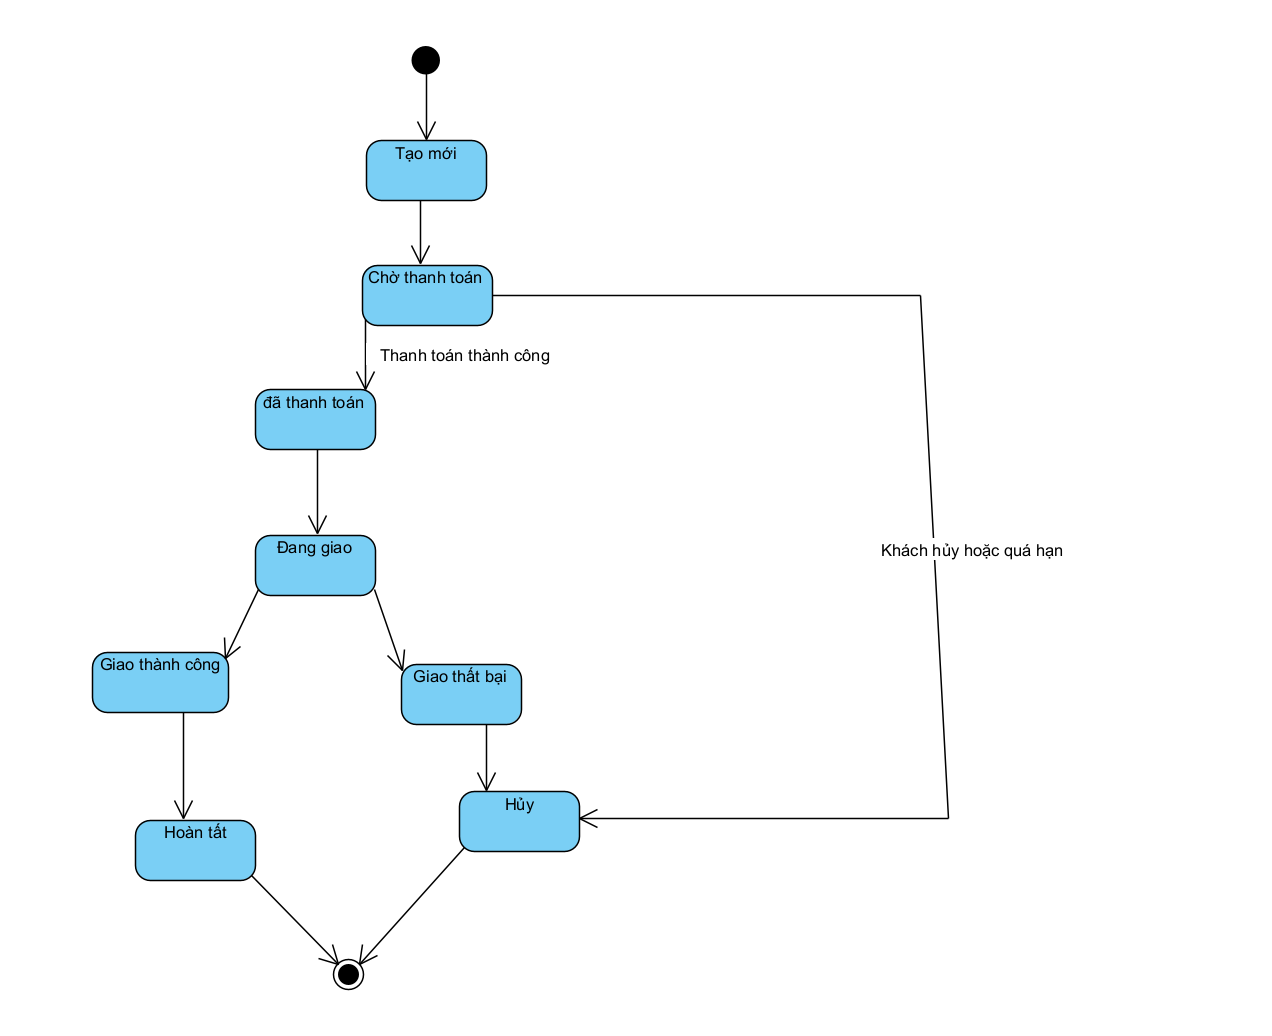 Tạo mới
Chờ thanh toán
Thanh toán thành công
đã thanh toán
Đang giao
Khách hủy hoặc quá hạn
Giao thành công
Giao thất bại
Hủy
Hoàn tất